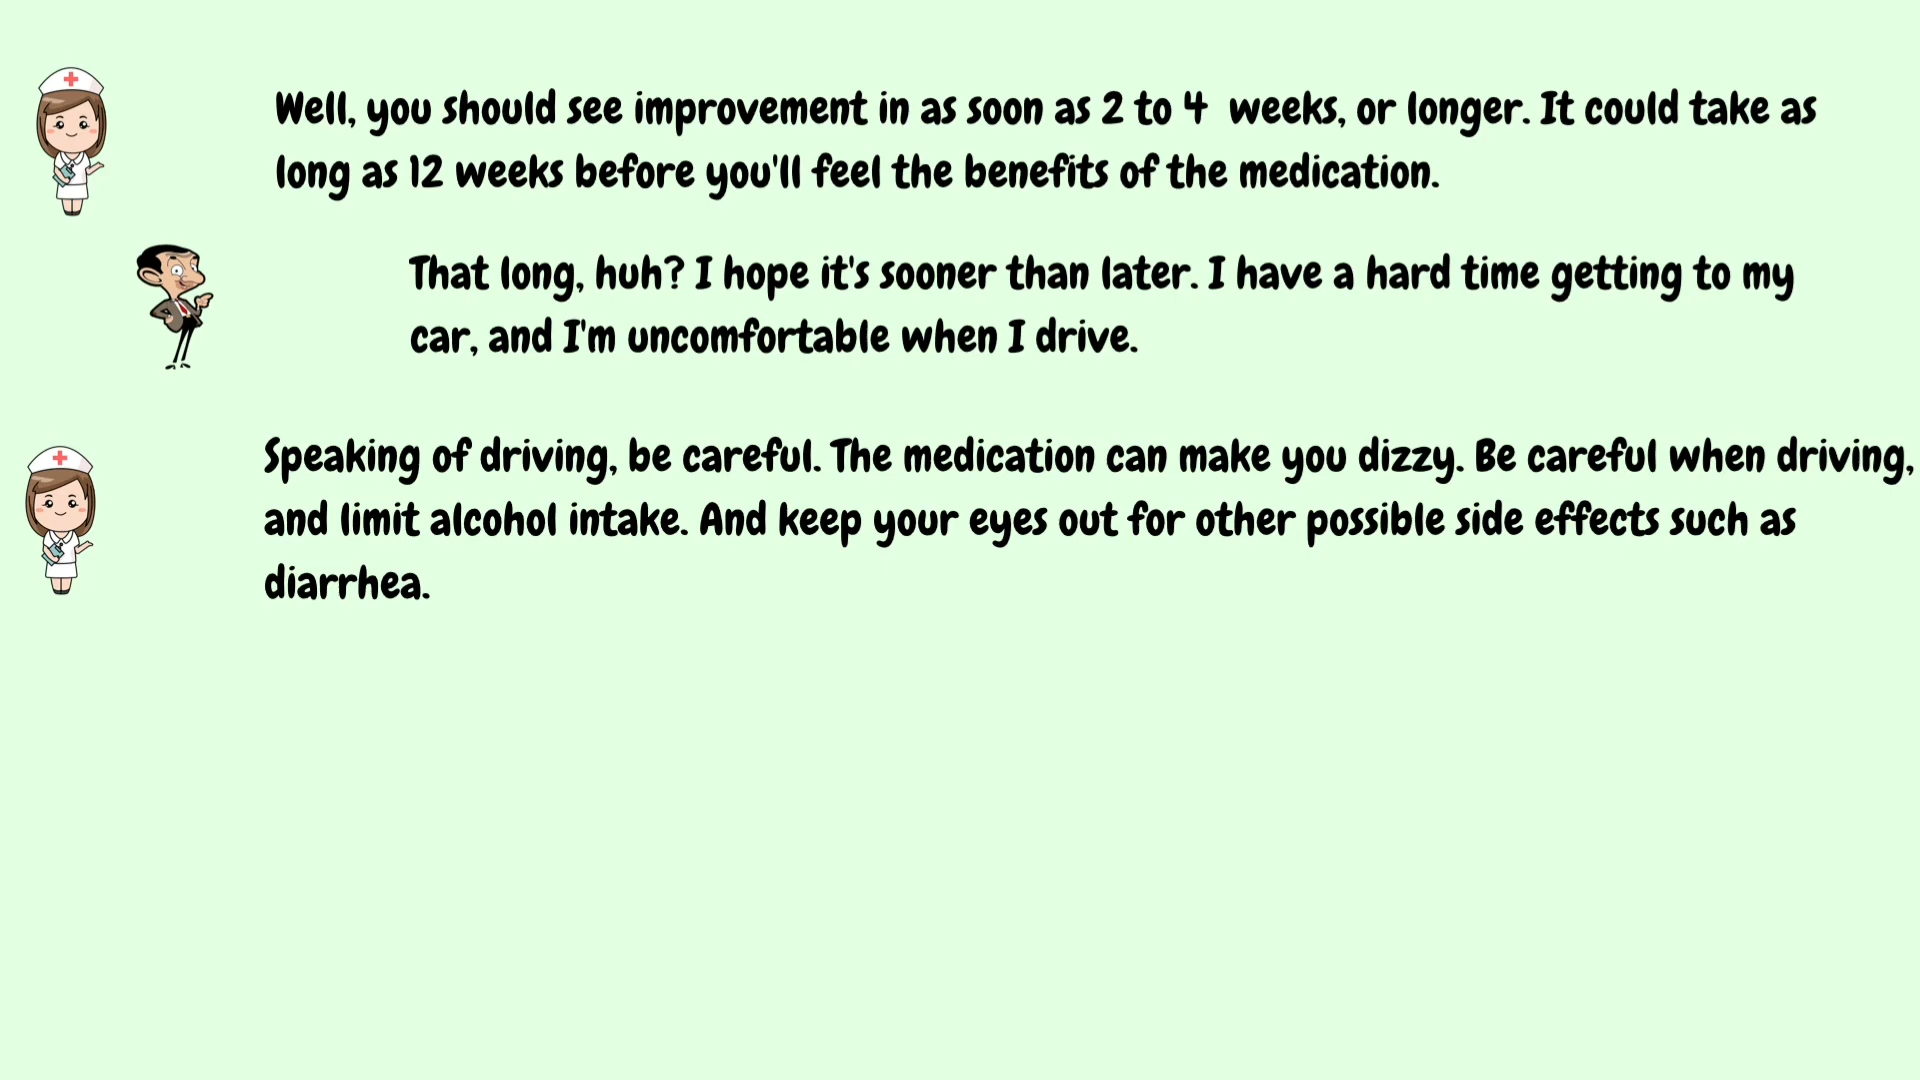 Well, you should see improvement in as soon as 2 to 4  weeks, or longer. It could take as
long as 12 weeks before you'll feel the benefits of the medication.
That long, huh? I hope it's sooner than later. I have a hard time getting to my
car, and I'm uncomfortable when I drive.
Speaking of driving, be careful. The medication can make you dizzy. Be careful when driving,
and limit alcohol intake. And keep your eyes out for other possible side effects such as
diarrhea.